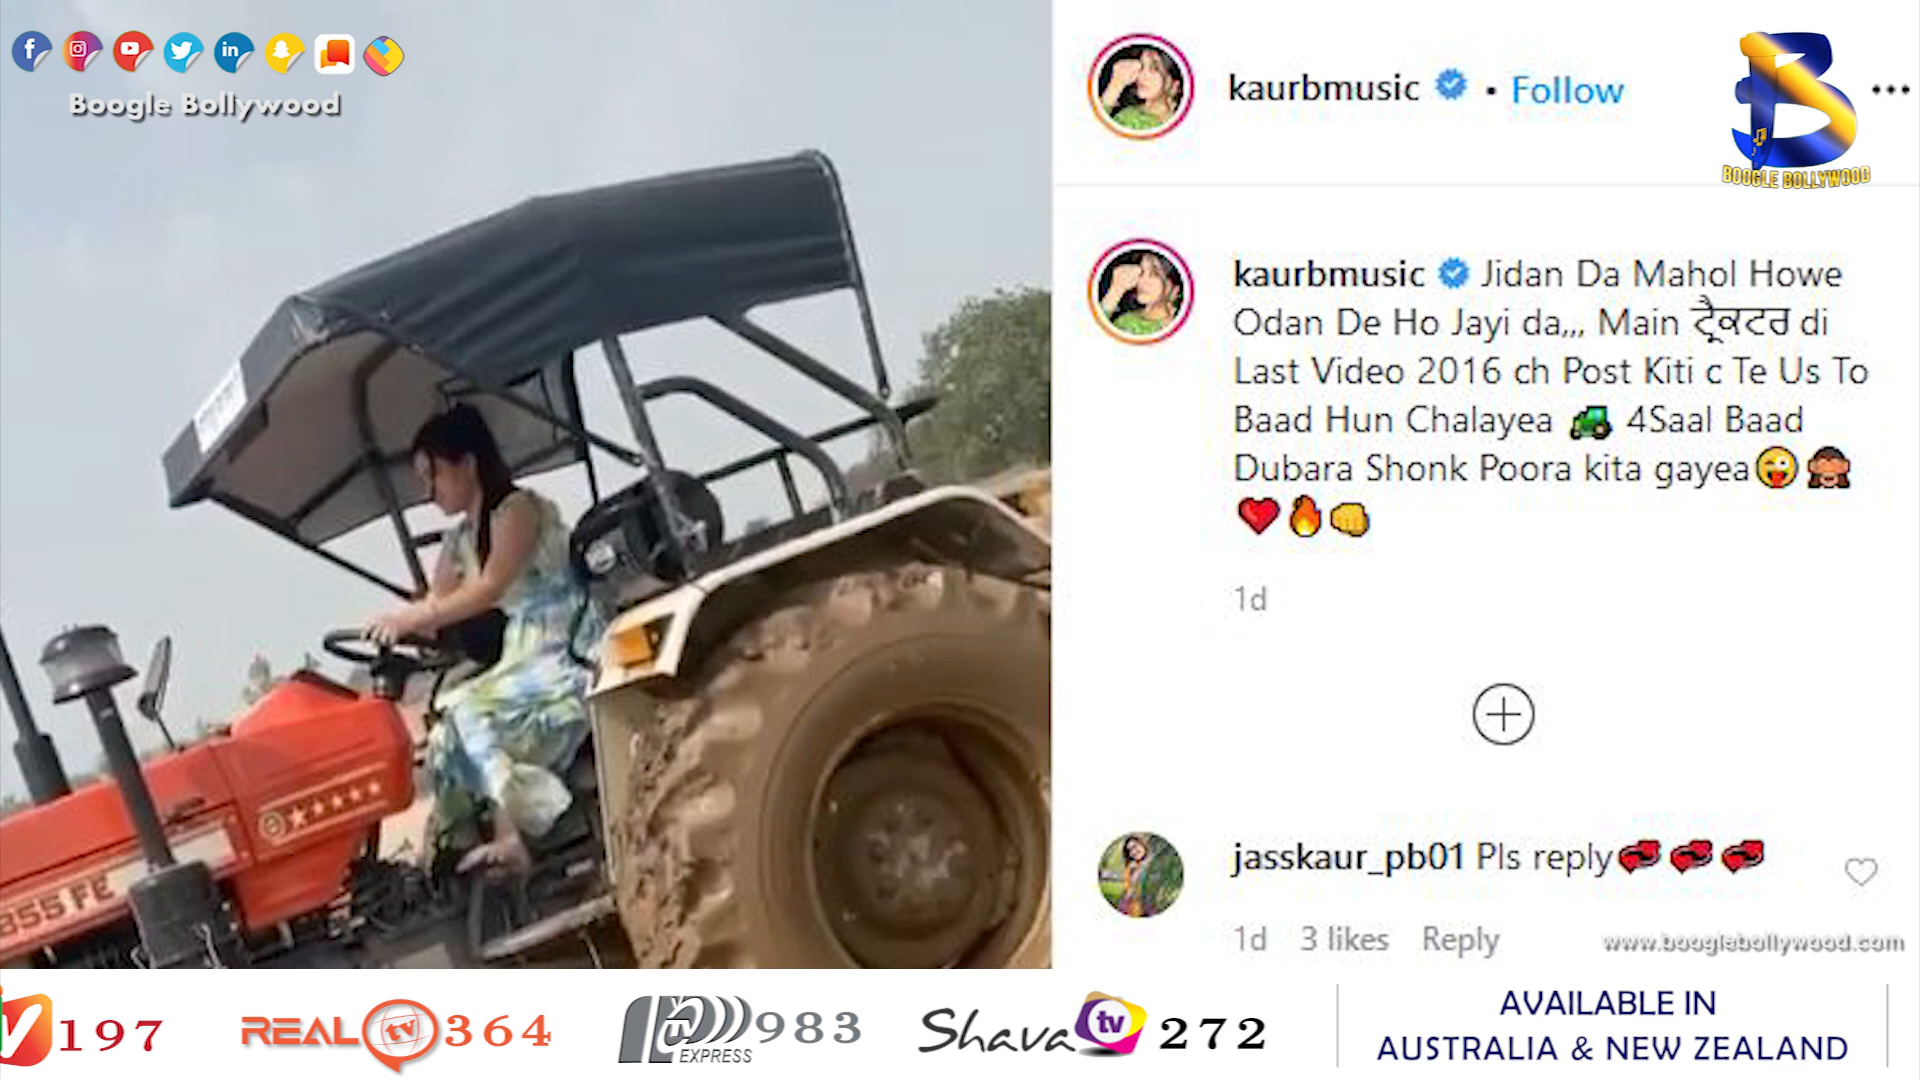 Boogle Bollywood
kaurbmusic • Follow
BOOGLE BOLLYWOOD
kaurbmusic Jidan Da Mahol Howe
Odan De Ho Jayi da,,, Main ਟ੍ਰੈਕਟਰ di
Last Video 2016 ch Post Kiti c Te Us To
Baad Hun Chalayea 🚜 4Saal Baad
Dubara Shonk Poora kita gayea😜🙈
❤️🔥👊
1d
jasskaur_pb01 Pls reply💝💝💝
1d 3 likes Reply
www.booglebollywood.com
855 FE
197
REAL tv 364
EXPRESS 983
Shava tv 272
AVAILABLE IN
AUSTRALIA & NEW ZEALAND